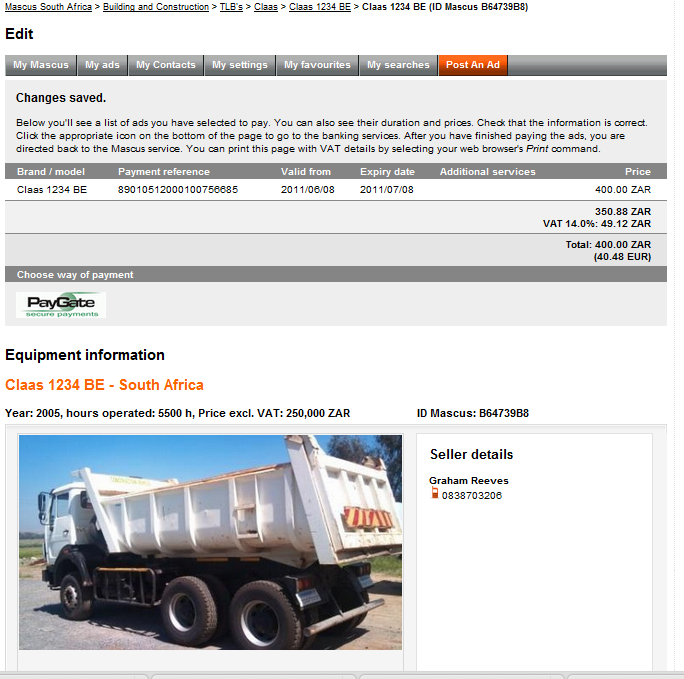 Mascus South Africa > Building and Construction > TLB's > Claas > Claas 1234 BE > Claas 1234 BE (ID Mascus B64739B8)
Edit
My Mascus My ads My Contacts My settings My favourites My searches Post An Ad
Changes saved.
Below you'll see a list of ads you have selected to pay. You can also see their duration and prices. Check that the information is correct.
Click the appropriate icon on the bottom of the page to go to the banking services. After you have finished paying the ads, you are
directed back to the Mascus service. You can print this page with VAT details by selecting your web browser's Print command.
Brand / model Payment reference Valid from Expiry date Additional services Price
Claas 1234 BE 89010512000100756685 2011/06/08 2011/07/08 400.00 ZAR
350.88 ZAR
VAT 14.0%: 49.12 ZAR
Total: 400.00 ZAR
(40.48 EUR)
Choose way of payment
PayGate
secure payments
Equipment information
Claas 1234 BE - South Africa
Year: 2005, hours operated: 5500 h, Price excl. VAT: 250,000 ZAR ID Mascus: B64739B8
Seller details
Graham Reeves
0838703206